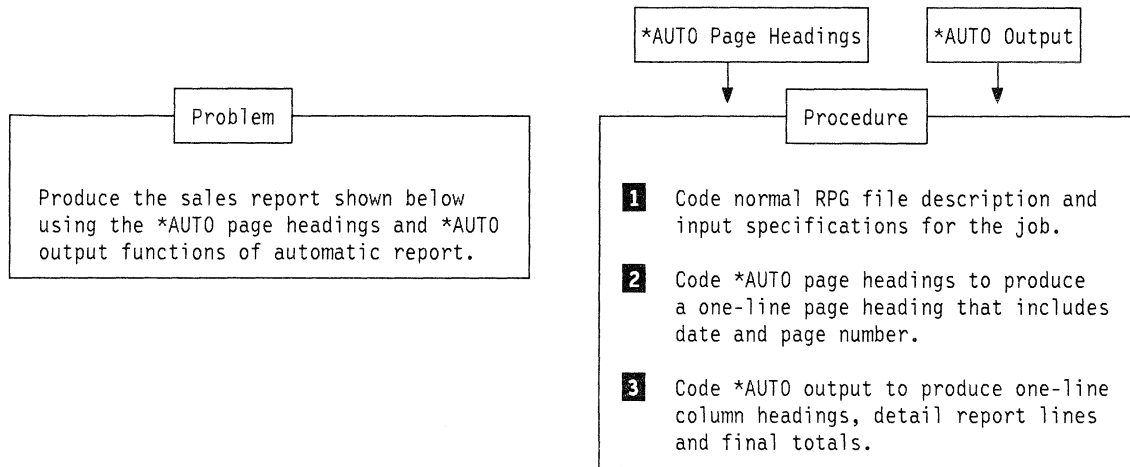 *AUTO Page Headings
*AUTO Output
Problem
Produce the sales report shown below
using the *AUTO page headings and *AUTO
output functions of automatic report.
Procedure
1 Code normal RPG file description and
input specifications for the job.
2 Code *AUTO page headings to produce
a one-line page heading that includes
date and page number.
3 Code *AUTO output to produce one-line
column headings, detail report lines
and final totals.